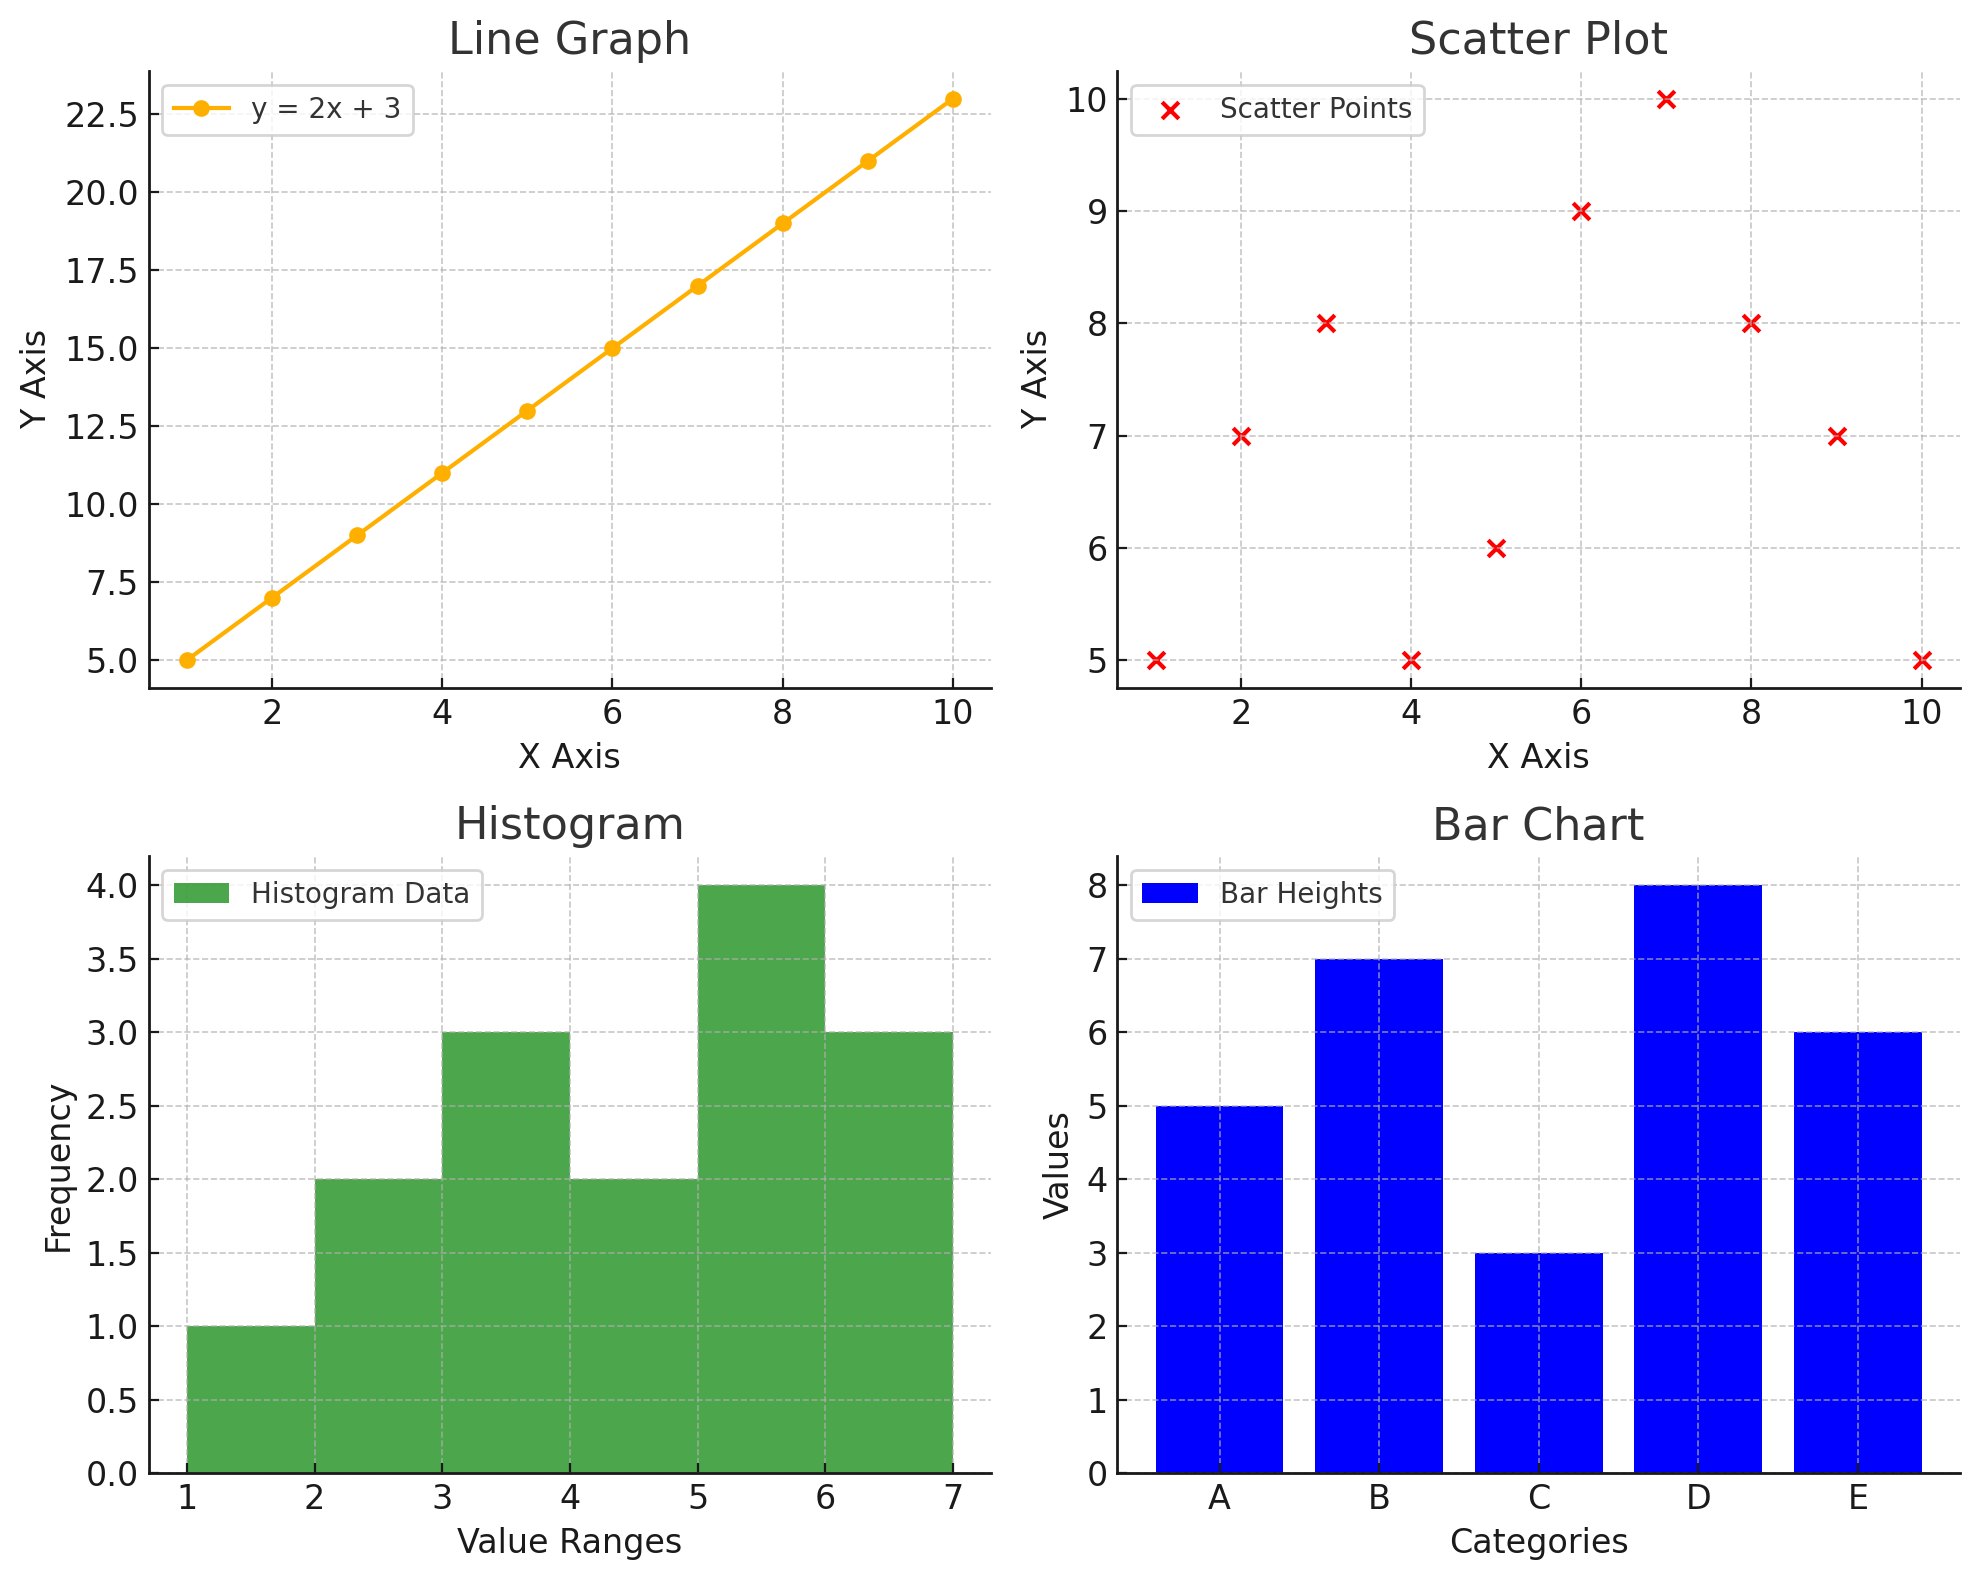 Line Graph
y = 2x + 3
22.5
20.0
17.5
15.0
12.5
10.0
7.5
5.0
Y Axis
2 4 6 8 10
X Axis
Scatter Plot
Scatter Points
10
9
8
7
6
5
Y Axis
2 4 6 8 10
X Axis
Histogram
Histogram Data
4.0
3.5
3.0
2.5
2.0
1.5
1.0
0.5
0.0
Frequency
1 2 3 4 5 6 7
Value Ranges
Bar Chart
Bar Heights
8
7
6
5
4
3
2
1
0
Values
A B C D E
Categories